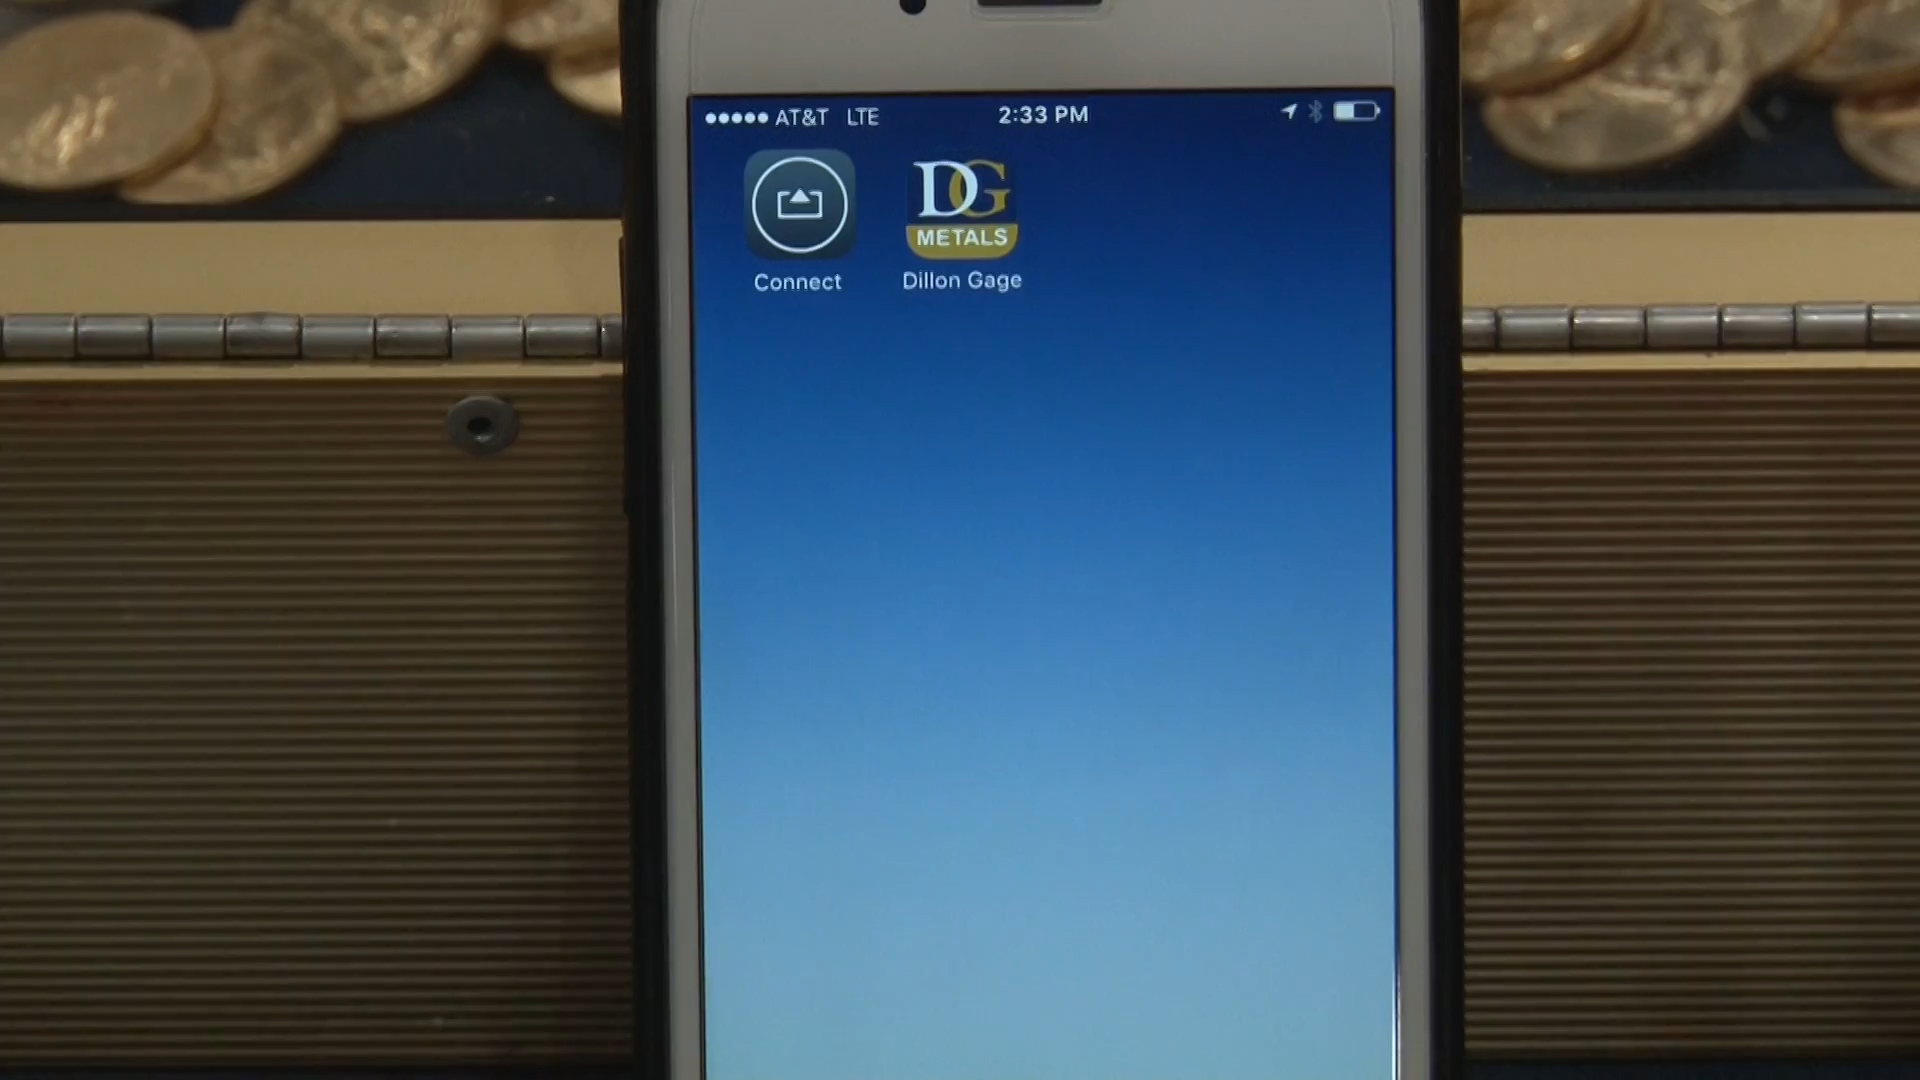 AT&T LTE 2:33 PM
DG
METALS
Connect
Dillon Gage